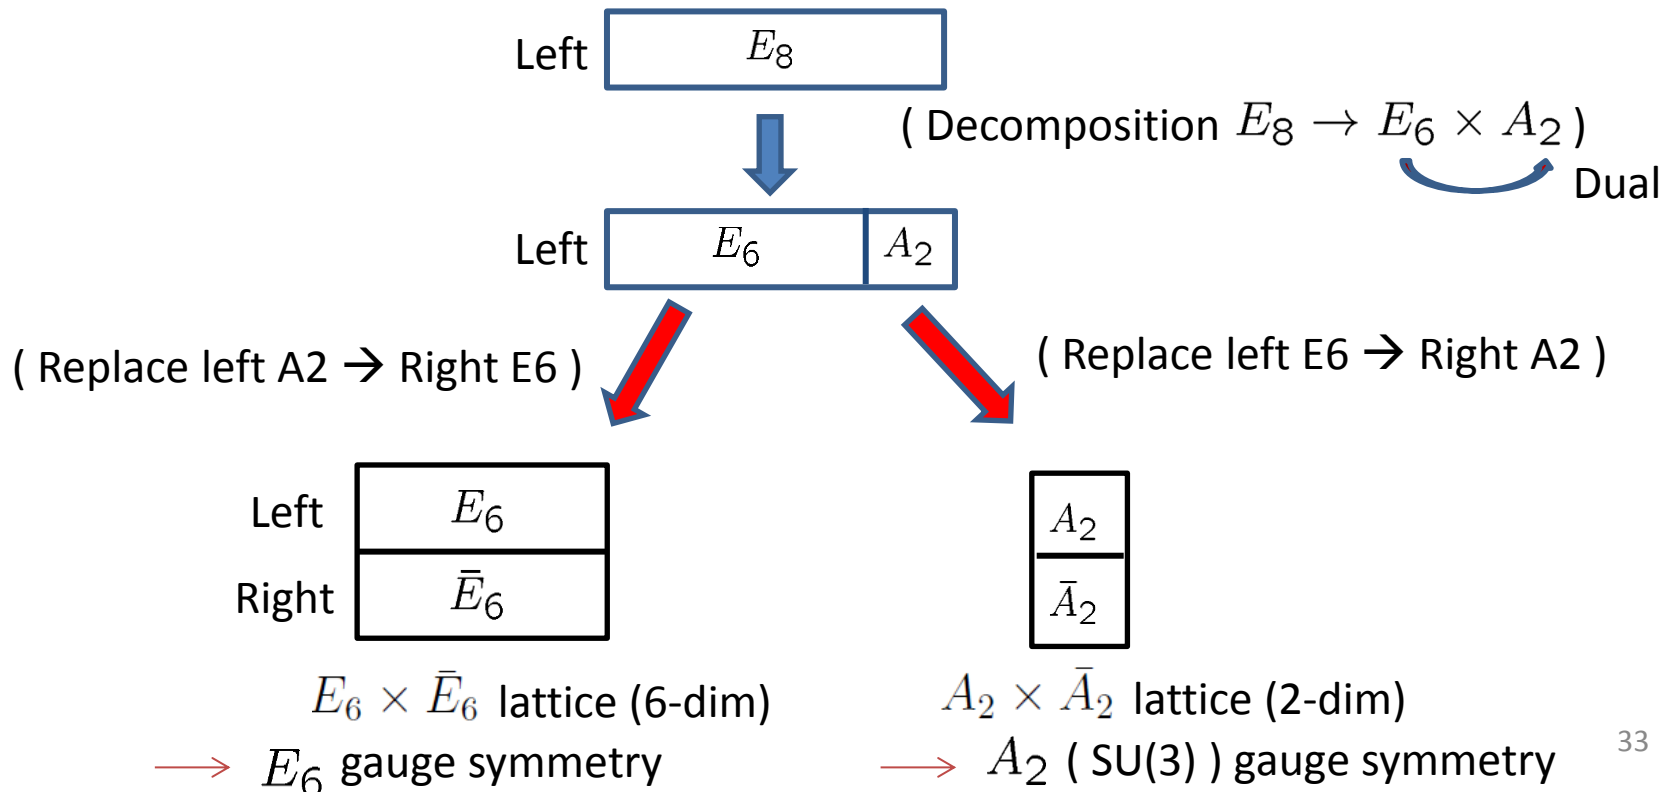 Left E₈
( Decomposition E₈ → E₆ × A₂ )
Dual
Left E₆ A₂
( Replace left A2 → Right E6 )
( Replace left E6 → Right A2 )
Left E₆
Right Ē₆
A₂
Ā₂
E₆ × Ē₆ lattice (6-dim)
A₂ × Ā₂ lattice (2-dim)
→ E₆ gauge symmetry
→ A₂ ( SU(3) ) gauge symmetry
33